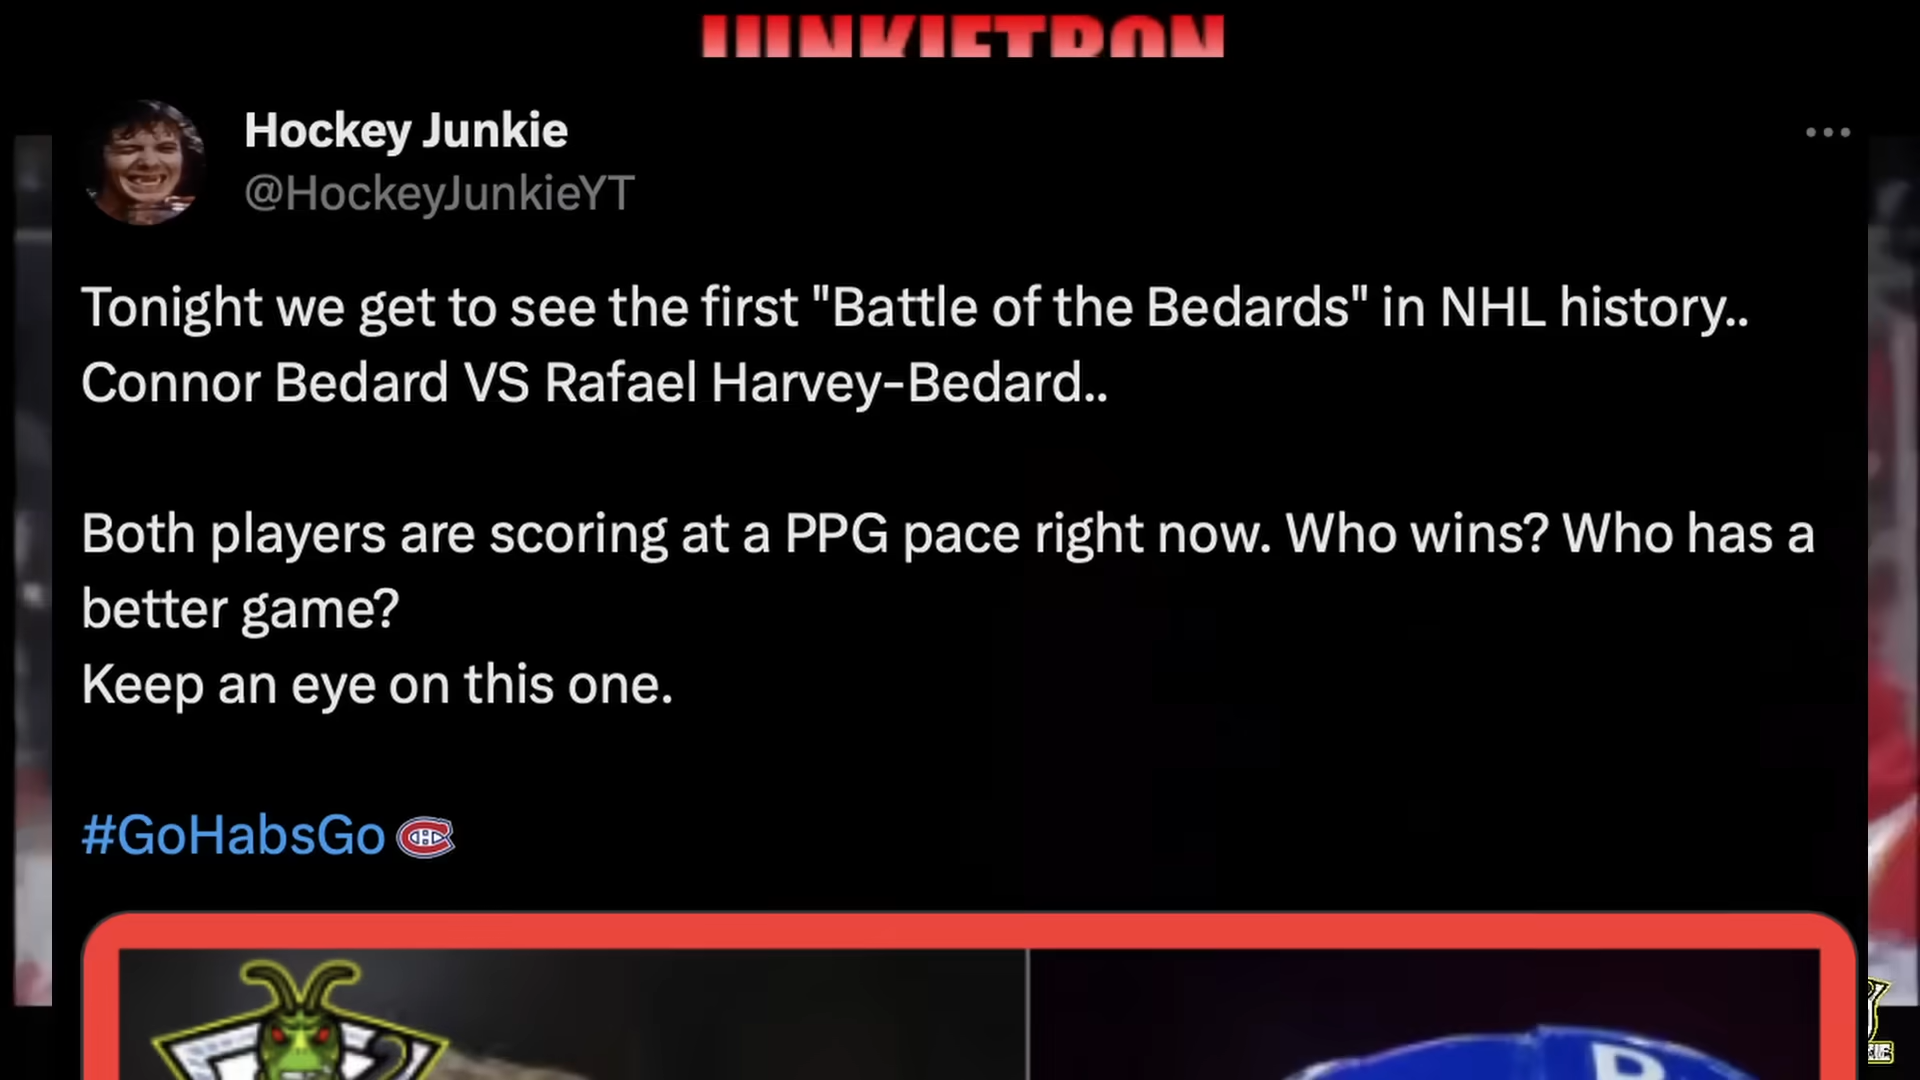 JUNKIETRON
Hockey Junkie
@HockeyJunkieYT
Tonight we get to see the first "Battle of the Bedards" in NHL history..
Connor Bedard VS Rafael Harvey-Bedard..
Both players are scoring at a PPG pace right now. Who wins? Who has a
better game?
Keep an eye on this one.
#GoHabsGo